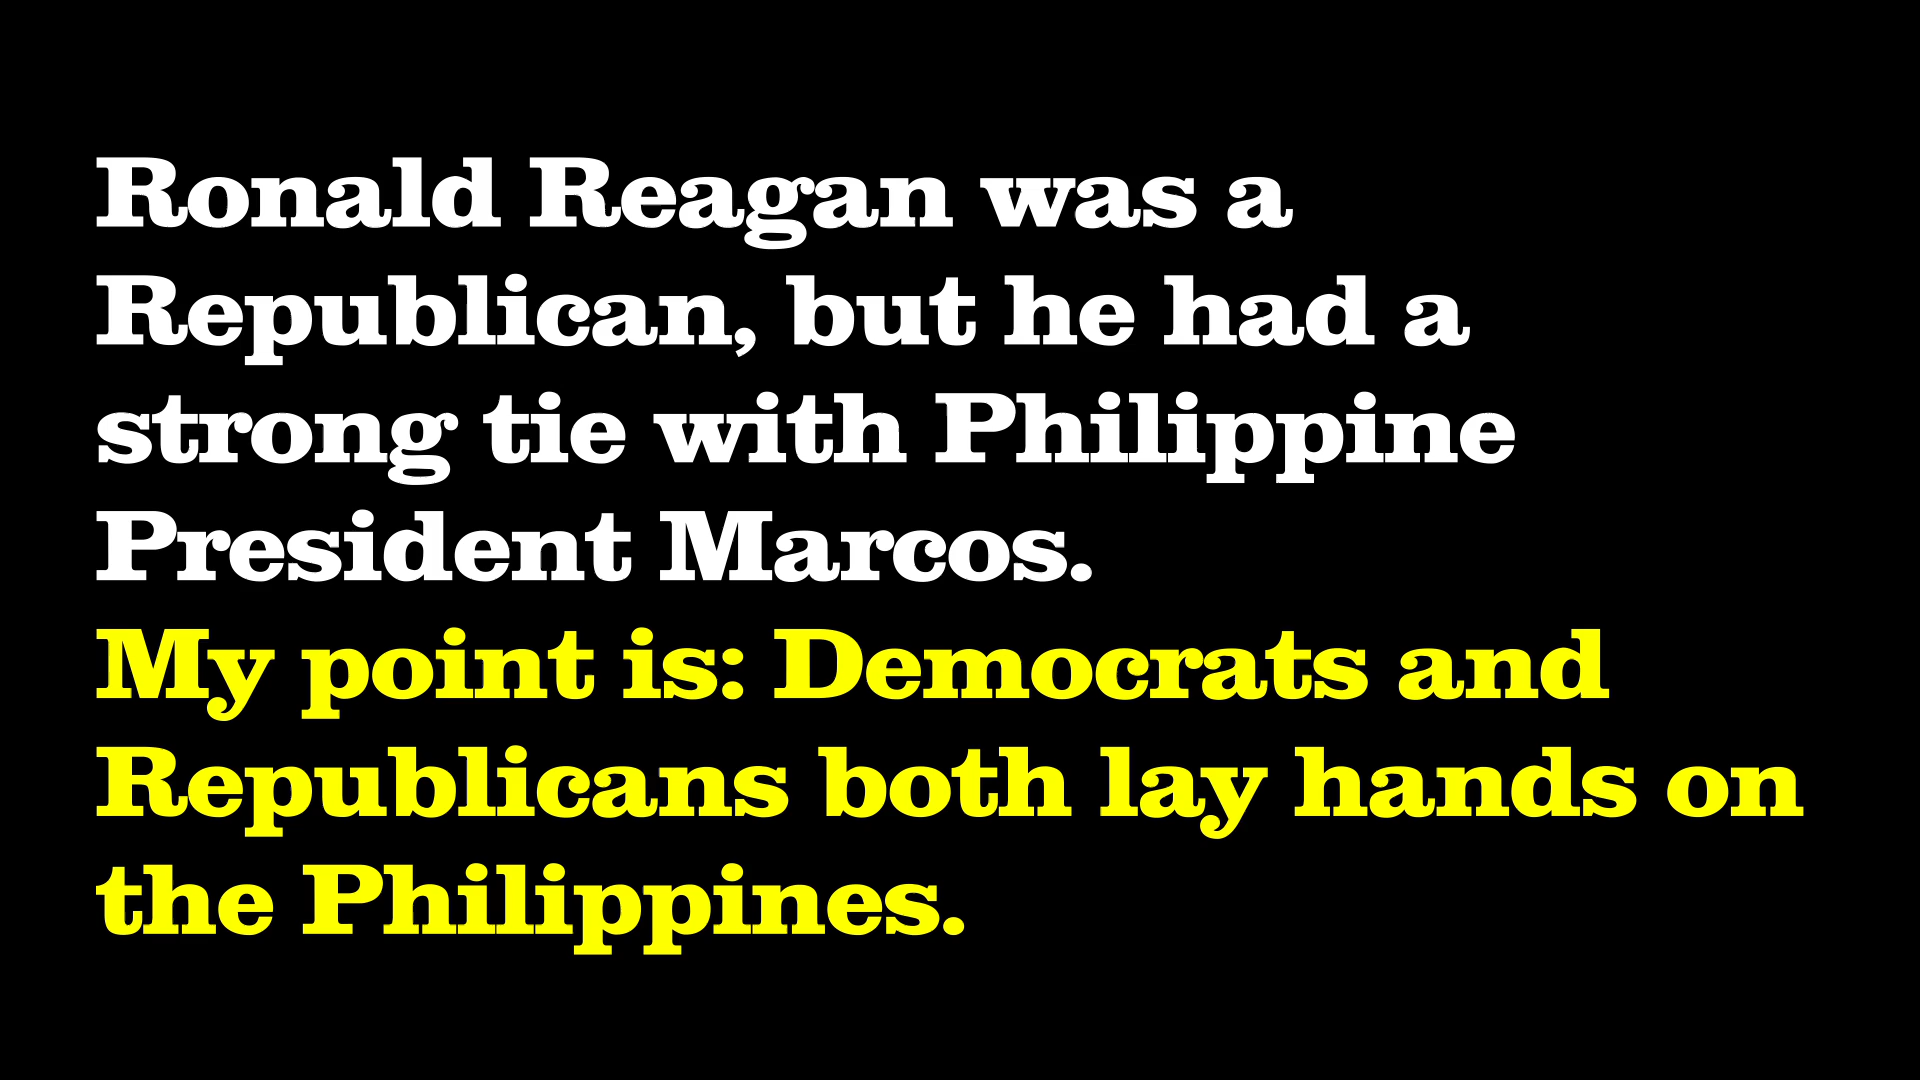 Ronald Reagan was a
Republican, but he had a
strong tie with Philippine
President Marcos.
My point is: Democrats and
Republicans both lay hands on
the Philippines.